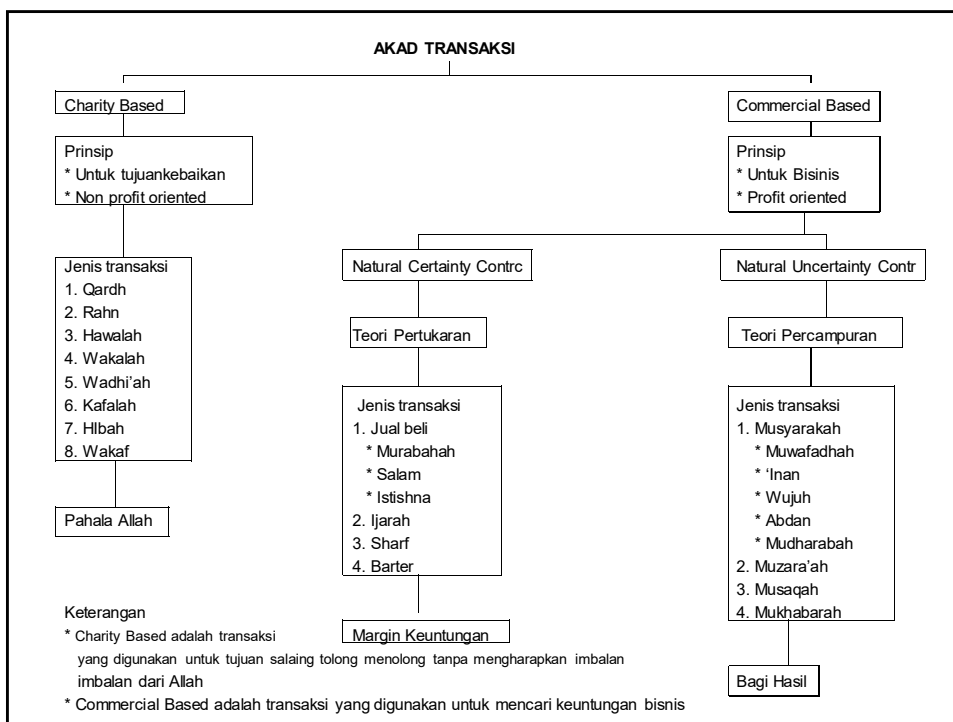 AKAD TRANSAKSI
Charity Based
Prinsip
* Untuk tujuankebaikan
* Non profit oriented
Jenis transaksi
1. Qardh
2. Rahn
3. Hawalah
4. Wakalah
5. Wadhi’ah
6. Kafalah
7. HIbah
8. Wakaf
Pahala Allah
Commercial Based
Prinsip
* Untuk Bisinis
* Profit oriented
Natural Certainty Contrc
Teori Pertukaran
Jenis transaksi
1. Jual beli
* Murabahah
* Salam
* Istishna
2. Ijarah
3. Sharf
4. Barter
Margin Keuntungan
Natural Uncertainty Contr
Teori Percampuran
Jenis transaksi
1. Musyarakah
* Muwafadhah
* ‘Inan
* Wujuh
* Abdan
* Mudharabah
2. Muzara’ah
3. Musaqah
4. Mukhabarah
Bagi Hasil
Keterangan
* Charity Based adalah transaksi
yang digunakan untuk tujuan salaing tolong menolong tanpa mengharapkan imbalan
imbalan dari Allah
* Commercial Based adalah transaksi yang digunakan untuk mencari keuntungan bisnis